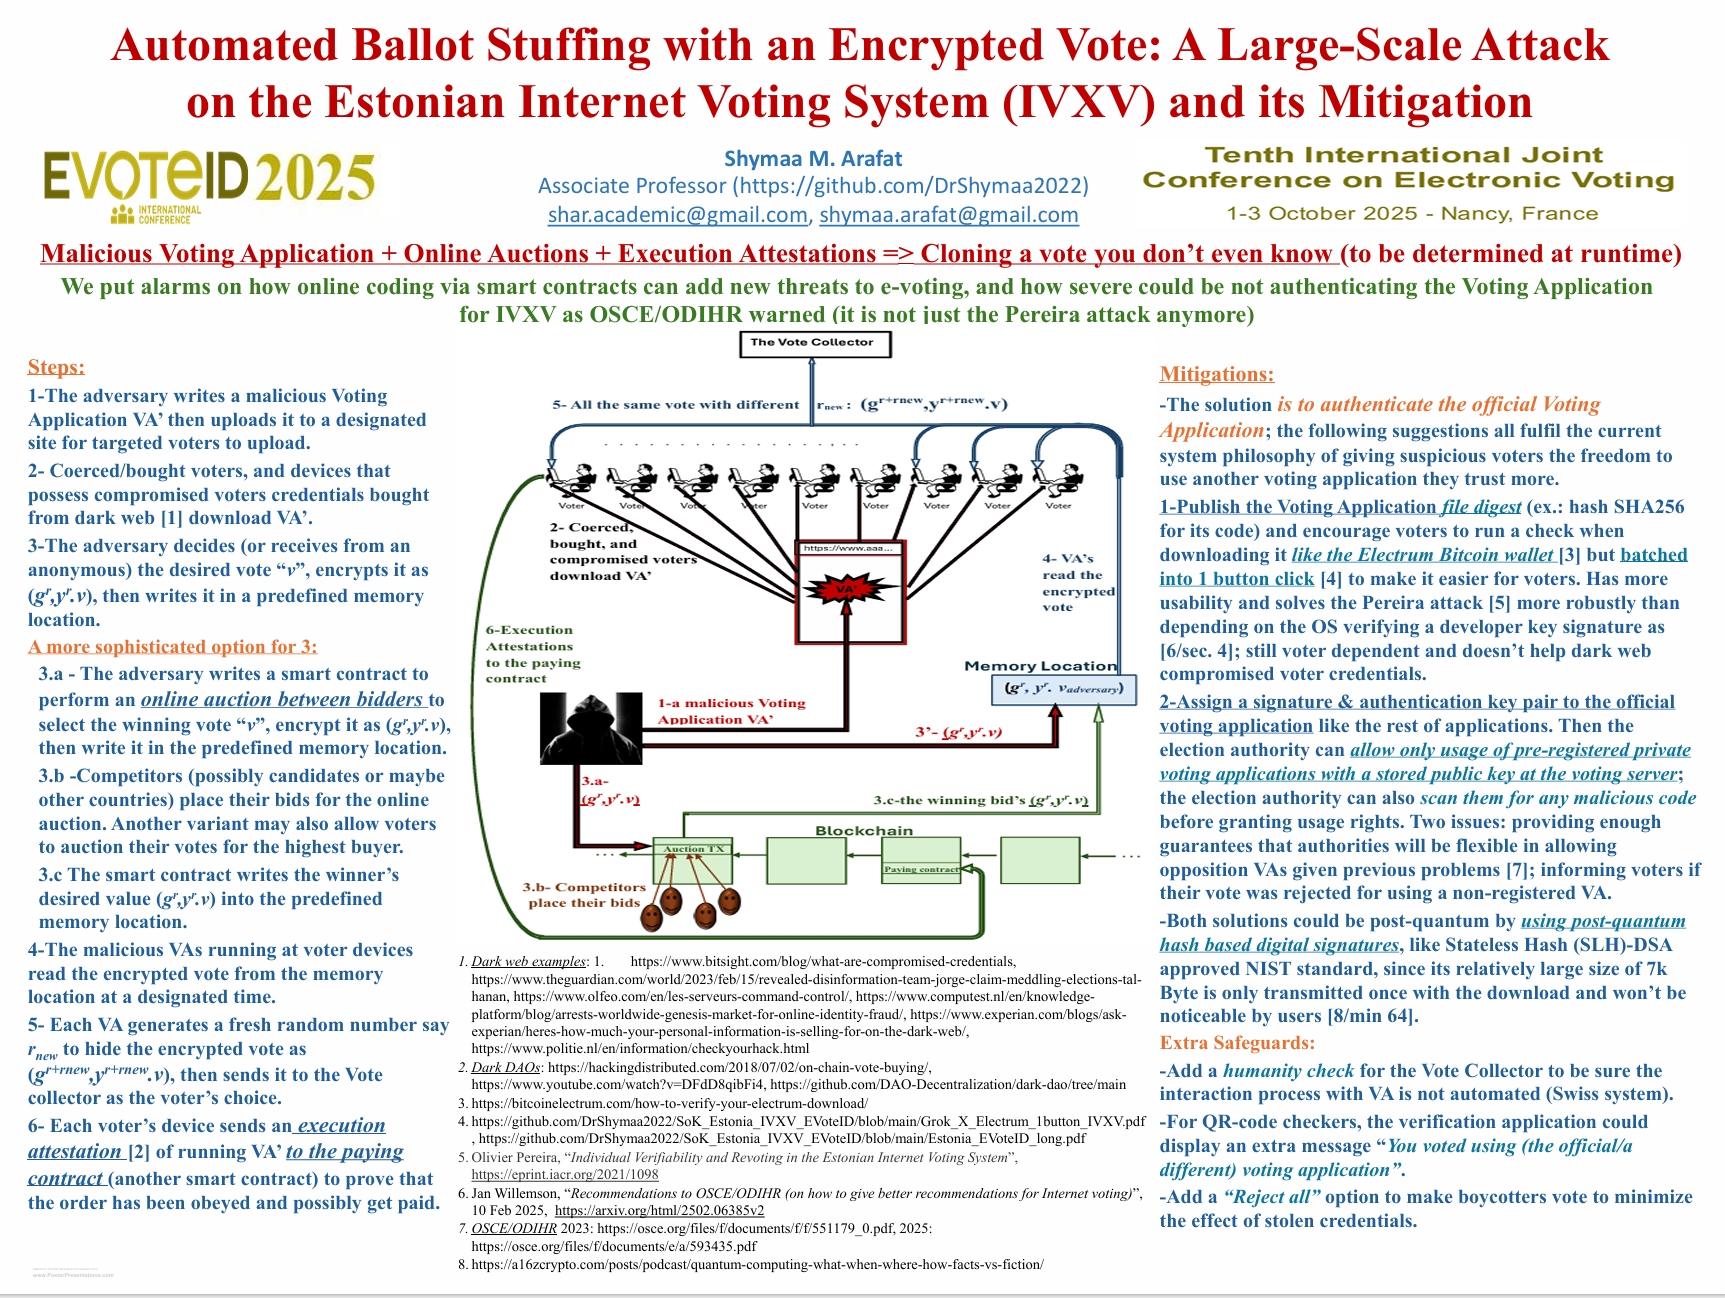 Automated Ballot Stuffing with an Encrypted Vote: A Large-Scale Attack
on the Estonian Internet Voting System (IVXV) and its Mitigation
EVOTEID 2025
INTERNATIONAL
CONFERENCE
Shymaa M. Arafat
Associate Professor (https://github.com/DrShymaa2022)
shar.academic@gmail.com, shymaa.arafat@gmail.com
Tenth International Joint
Conference on Electronic Voting
1-3 October 2025 - Nancy, France
Malicious Voting Application + Online Auctions + Execution Attestations => Cloning a vote you don’t even know (to be determined at runtime)
We put alarms on how online coding via smart contracts can add new threats to e-voting, and how severe could be not authenticating the Voting Application
for IVXV as OSCE/ODIHR warned (it is not just the Pereira attack anymore)
Steps:
1-The adversary writes a malicious Voting
Application VA’ then uploads it to a designated
site for targeted voters to upload.
2- Coerced/bought voters, and devices that
possess compromised voters credentials bought
from dark web [1] download VA’.
3-The adversary decides (or receives from an
anonymous) the desired vote “v”, encrypts it as
(g^r,y^r.v), then writes it in a predefined memory
location.
A more sophisticated option for 3:
3.a - The adversary writes a smart contract to
perform an online auction between bidders to
select the winning vote “v”, encrypt it as (g^r,y^r.v),
then write it in the predefined memory location.
3.b -Competitors (possibly candidates or maybe
other countries) place their bids for the online
auction. Another variant may also allow voters
to auction their votes for the highest buyer.
3.c The smart contract writes the winner’s
desired value (g^r,y^r.v) into the predefined
memory location.
4-The malicious VAs running at voter devices
read the encrypted vote from the memory
location at a designated time.
5- Each VA generates a fresh random number say
r_new to hide the encrypted vote as
(g^r+rnew,y^r+rnew.v), then sends it to the Vote
collector as the voter’s choice.
6- Each voter’s device sends an execution
attestation [2] of running VA’ to the paying
contract (another smart contract) to prove that
the order has been obeyed and possibly get paid.
The Vote Collector
5- All the same vote with different r_new : (g^r+rnew,y^r+rnew.v)
. . . . . . . . . . . . . . . .
Voter Voter Voter Voter Voter Voter Voter Voter Voter
2- Coerced,
bought, and
compromised voters
download VA’
https://www.aaa...
VA’
4- VA’s
read the
encrypted
vote
6-Execution
Attestations
to the paying
contract
Memory Location
(g^r, y^r. v_adversary)
1-a malicious Voting
Application VA’
3’- (g^r,y^r.v)
3.a-
(g^r,y^r.v)
3.c-the winning bid’s (g^r,y^r.v)
Blockchain
Auction TX
Paying contract
3.b- Competitors
place their bids
1. Dark web examples: 1. https://www.bitsight.com/blog/what-are-compromised-credentials,
https://www.theguardian.com/world/2023/feb/15/revealed-disinformation-team-jorge-claim-meddling-elections-tal-
hanan, https://www.olfeo.com/en/les-serveurs-command-control/, https://www.computest.nl/en/knowledge-
platform/blog/arrests-worldwide-genesis-market-for-online-identity-fraud/, https://www.experian.com/blogs/ask-
experian/heres-how-much-your-personal-information-is-selling-for-on-the-dark-web/,
https://www.politie.nl/en/information/checkyourhack.html
2. Dark DAOs: https://hackingdistributed.com/2018/07/02/on-chain-vote-buying/,
https://www.youtube.com/watch?v=DFdD8qibFi4, https://github.com/DAO-Decentralization/dark-dao/tree/main
3. https://bitcoinelectrum.com/how-to-verify-your-electrum-download/
4. https://github.com/DrShymaa2022/SoK_Estonia_IVXV_EVoteID/blob/main/Grok_X_Electrum_1button_IVXV.pdf
, https://github.com/DrShymaa2022/SoK_Estonia_IVXV_EVoteID/blob/main/Estonia_EVoteID_long.pdf
5. Olivier Pereira, “Individual Verifiability and Revoting in the Estonian Internet Voting System”,
https://eprint.iacr.org/2021/1098
6. Jan Willemson, “Recommendations to OSCE/ODIHR (on how to give better recommendations for Internet voting)”,
10 Feb 2025, https://arxiv.org/html/2502.06385v2
7. OSCE/ODIHR 2023: https://osce.org/files/f/documents/f/f/551179_0.pdf, 2025:
https://osce.org/files/f/documents/e/a/593435.pdf
8. https://a16zcrypto.com/posts/podcast/quantum-computing-what-when-where-how-facts-vs-fiction/
Mitigations:
-The solution is to authenticate the official Voting
Application; the following suggestions all fulfil the current
system philosophy of giving suspicious voters the freedom to
use another voting application they trust more.
1-Publish the Voting Application file digest (ex.: hash SHA256
for its code) and encourage voters to run a check when
downloading it like the Electrum Bitcoin wallet [3] but batched
into 1 button click [4] to make it easier for voters. Has more
usability and solves the Pereira attack [5] more robustly than
depending on the OS verifying a developer key signature as
[6/sec. 4]; still voter dependent and doesn’t help dark web
compromised voter credentials.
2-Assign a signature & authentication key pair to the official
voting application like the rest of applications. Then the
election authority can allow only usage of pre-registered private
voting applications with a stored public key at the voting server;
the election authority can also scan them for any malicious code
before granting usage rights. Two issues: providing enough
guarantees that authorities will be flexible in allowing
opposition VAs given previous problems [7]; informing voters if
their vote was rejected for using a non-registered VA.
-Both solutions could be post-quantum by using post-quantum
hash based digital signatures, like Stateless Hash (SLH)-DSA
approved NIST standard, since its relatively large size of 7k
Byte is only transmitted once with the download and won’t be
noticeable by users [8/min 64].
Extra Safeguards:
-Add a humanity check for the Vote Collector to be sure the
interaction process with VA is not automated (Swiss system).
-For QR-code checkers, the verification application could
display an extra message “You voted using (the official/a
different) voting application”.
-Add a “Reject all” option to make boycotters vote to minimize
the effect of stolen credentials.
www.PosterPresentations.com